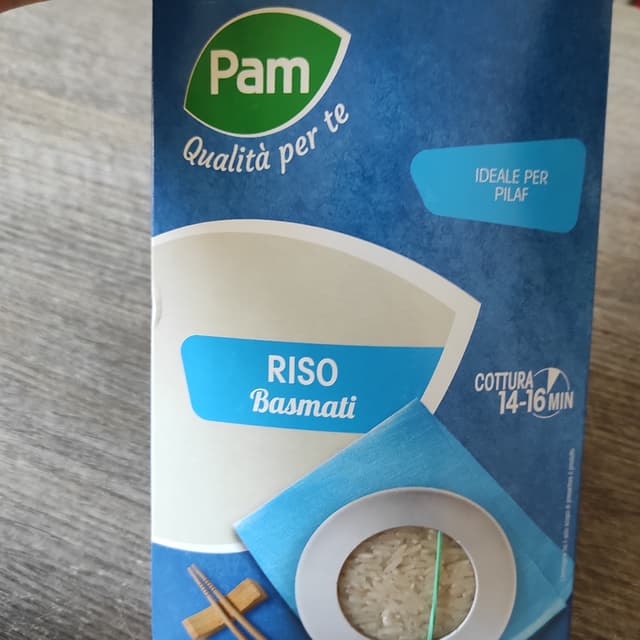 Pam
Qualità per te
IDEALE PER
PILAF
RISO
Basmati
COTTURA
14-16 MIN